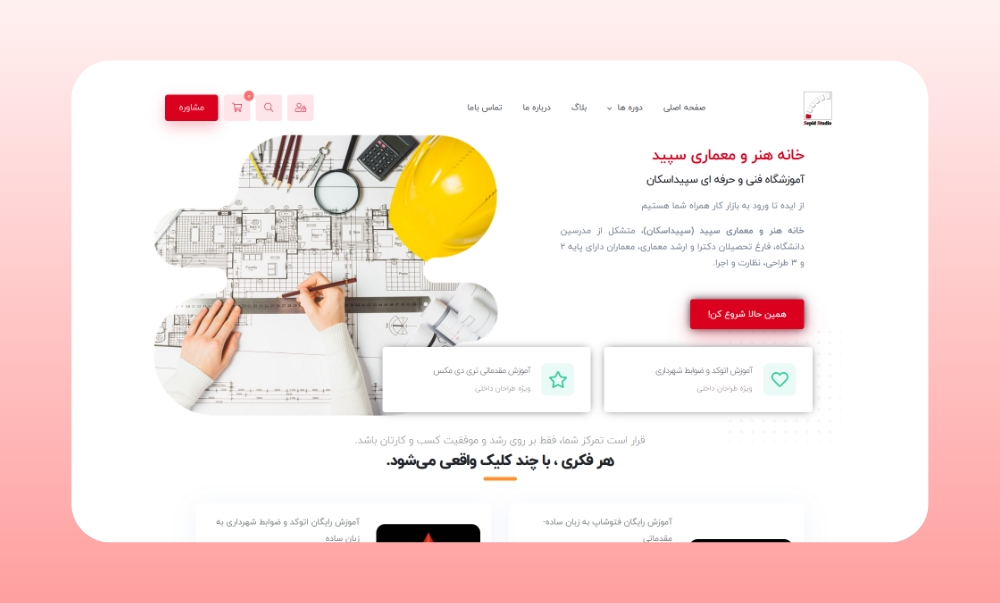 Sepid Studio
صفحه اصلی
دوره ها
بلاگ
درباره ما
تماس باما
۰
مشاوره
خانه هنر و معماری سپید
آموزشگاه فنی و حرفه ای سپیداسکان
از ایده تا ورود به بازار کار همراه شما هستیم
خانه هنر و معماری سپید (سپیداسکان)، متشکل از مدرسین
دانشگاه، فارغ تحصیلان دکترا و ارشد معماری، معماران دارای پایه ۲
و ۳ طراحی، نظارت و اجرا.
همین حالا شروع کن!
آموزش اتوکد و ضوابط شهرداری
ویژه طراحان داخلی
آموزش مقدماتی تری دی مکس
ویژه طراحان داخلی
قرار است تمرکز شما، فقط بر روی رشد و موفقیت کسب و کارتان باشد.
هر فکری ، با چند کلیک واقعی می‌شود.
آموزش رایگان فتوشاپ به زبان ساده-
مقدماتی
آموزش رایگان اتوکد و ضوابط شهرداری به
زبان ساده